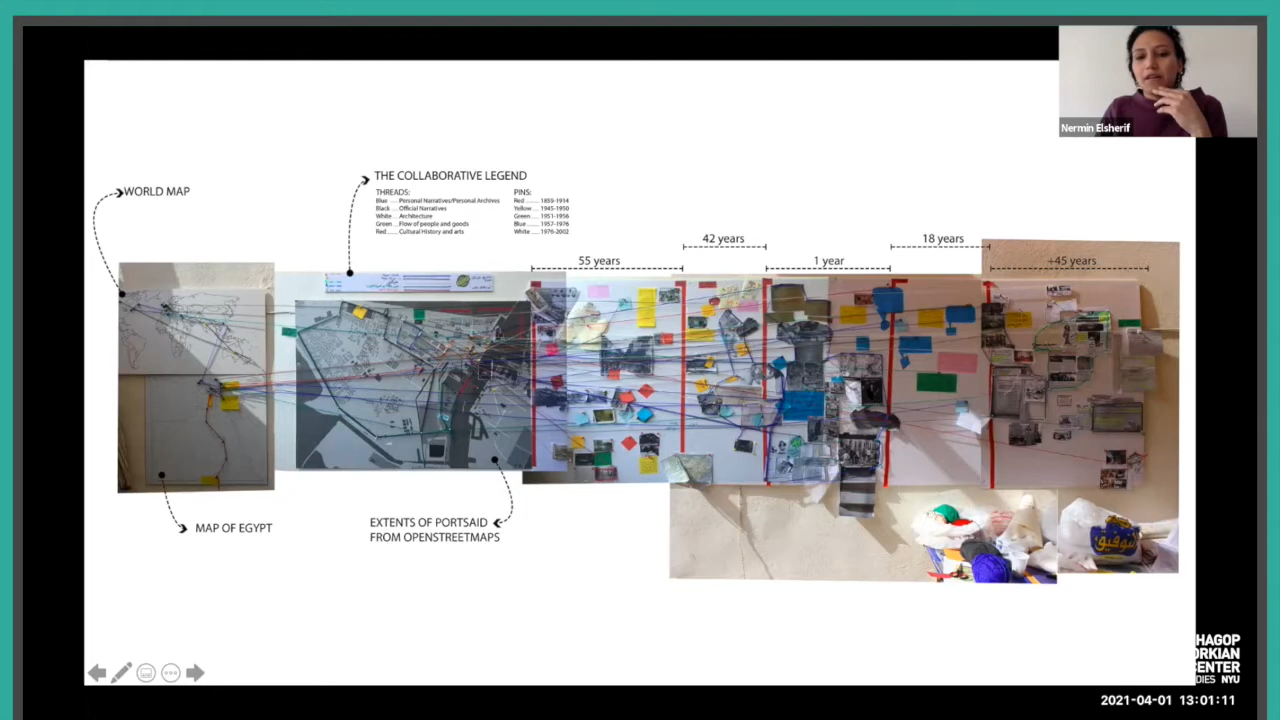 Nermin Elsherif
WORLD MAP
THE COLLABORATIVE LEGEND
THREADS:
Blue .... Personal Narratives/Personal Archives
Black ... Official Narratives
White ... Architecture
Green ... Flow of people and goods
Red ..... Cultural History and arts
PINS:
Red ........ 1859-1914
Yellow .. 1945-1950
Green .... 1951-1956
Blue ....... 1957-1976
White .... 1976-2002
55 years
42 years
1 year
18 years
+45 years
MAP OF EGYPT
EXTENTS OF PORTSAID
FROM OPENSTREETMAPS
التوفيق
HAGOP
ORKIAN
CENTER
DIES NYU
2021-04-01 13:01:11